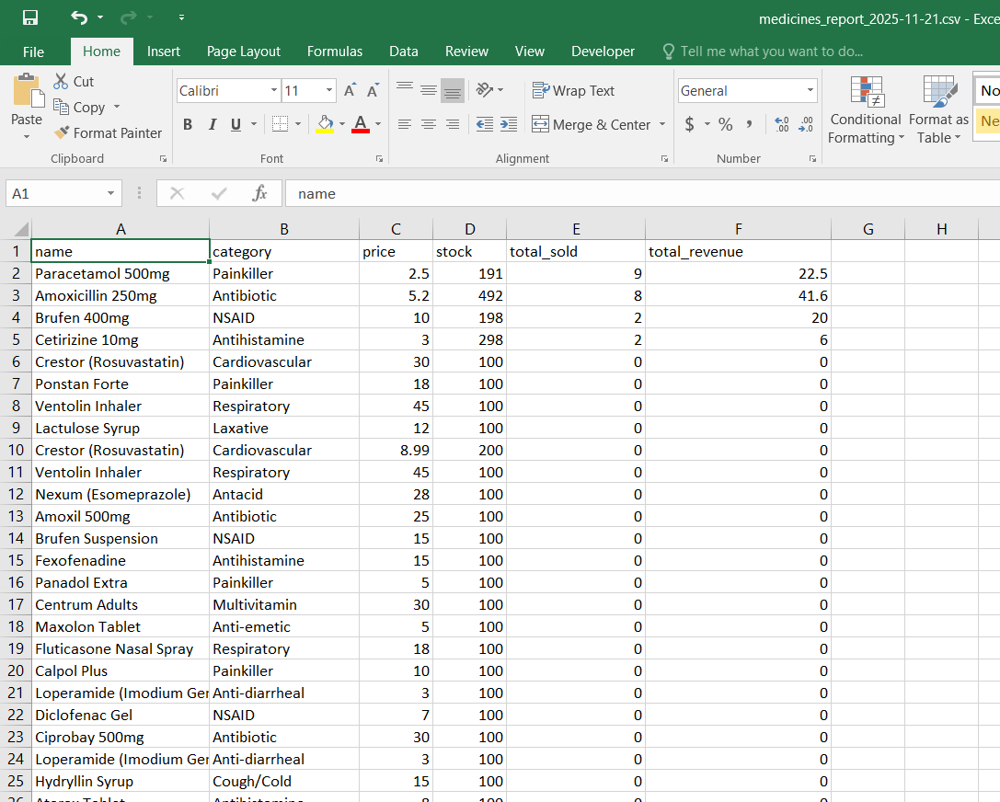 medicines_report_2025-11-21.csv - Exce
File Home Insert Page Layout Formulas Data Review View Developer Tell me what you want to do...
Paste
Cut
Copy
Format Painter
Clipboard
Calibri 11
B I U
Font
Wrap Text
Merge & Center
Alignment
General
$ % ,
Number
Conditional Formatting
Format as Table
No
Ne
A1 fx name
A B C D E F G H
1 name category price stock total_sold total_revenue
2 Paracetamol 500mg Painkiller 2.5 191 9 22.5
3 Amoxicillin 250mg Antibiotic 5.2 492 8 41.6
4 Brufen 400mg NSAID 10 198 2 20
5 Cetirizine 10mg Antihistamine 3 298 2 6
6 Crestor (Rosuvastatin) Cardiovascular 30 100 0 0
7 Ponstan Forte Painkiller 18 100 0 0
8 Ventolin Inhaler Respiratory 45 100 0 0
9 Lactulose Syrup Laxative 12 100 0 0
10 Crestor (Rosuvastatin) Cardiovascular 8.99 200 0 0
11 Ventolin Inhaler Respiratory 45 100 0 0
12 Nexum (Esomeprazole) Antacid 28 100 0 0
13 Amoxil 500mg Antibiotic 25 100 0 0
14 Brufen Suspension NSAID 15 100 0 0
15 Fexofenadine Antihistamine 15 100 0 0
16 Panadol Extra Painkiller 5 100 0 0
17 Centrum Adults Multivitamin 30 100 0 0
18 Maxolon Tablet Anti-emetic 5 100 0 0
19 Fluticasone Nasal Spray Respiratory 18 100 0 0
20 Calpol Plus Painkiller 10 100 0 0
21 Loperamide (Imodium Ger Anti-diarrheal 3 100 0 0
22 Diclofenac Gel NSAID 7 100 0 0
23 Ciprobay 500mg Antibiotic 30 100 0 0
24 Loperamide (Imodium Ger Anti-diarrheal 3 100 0 0
25 Hydryllin Syrup Cough/Cold 15 100 0 0